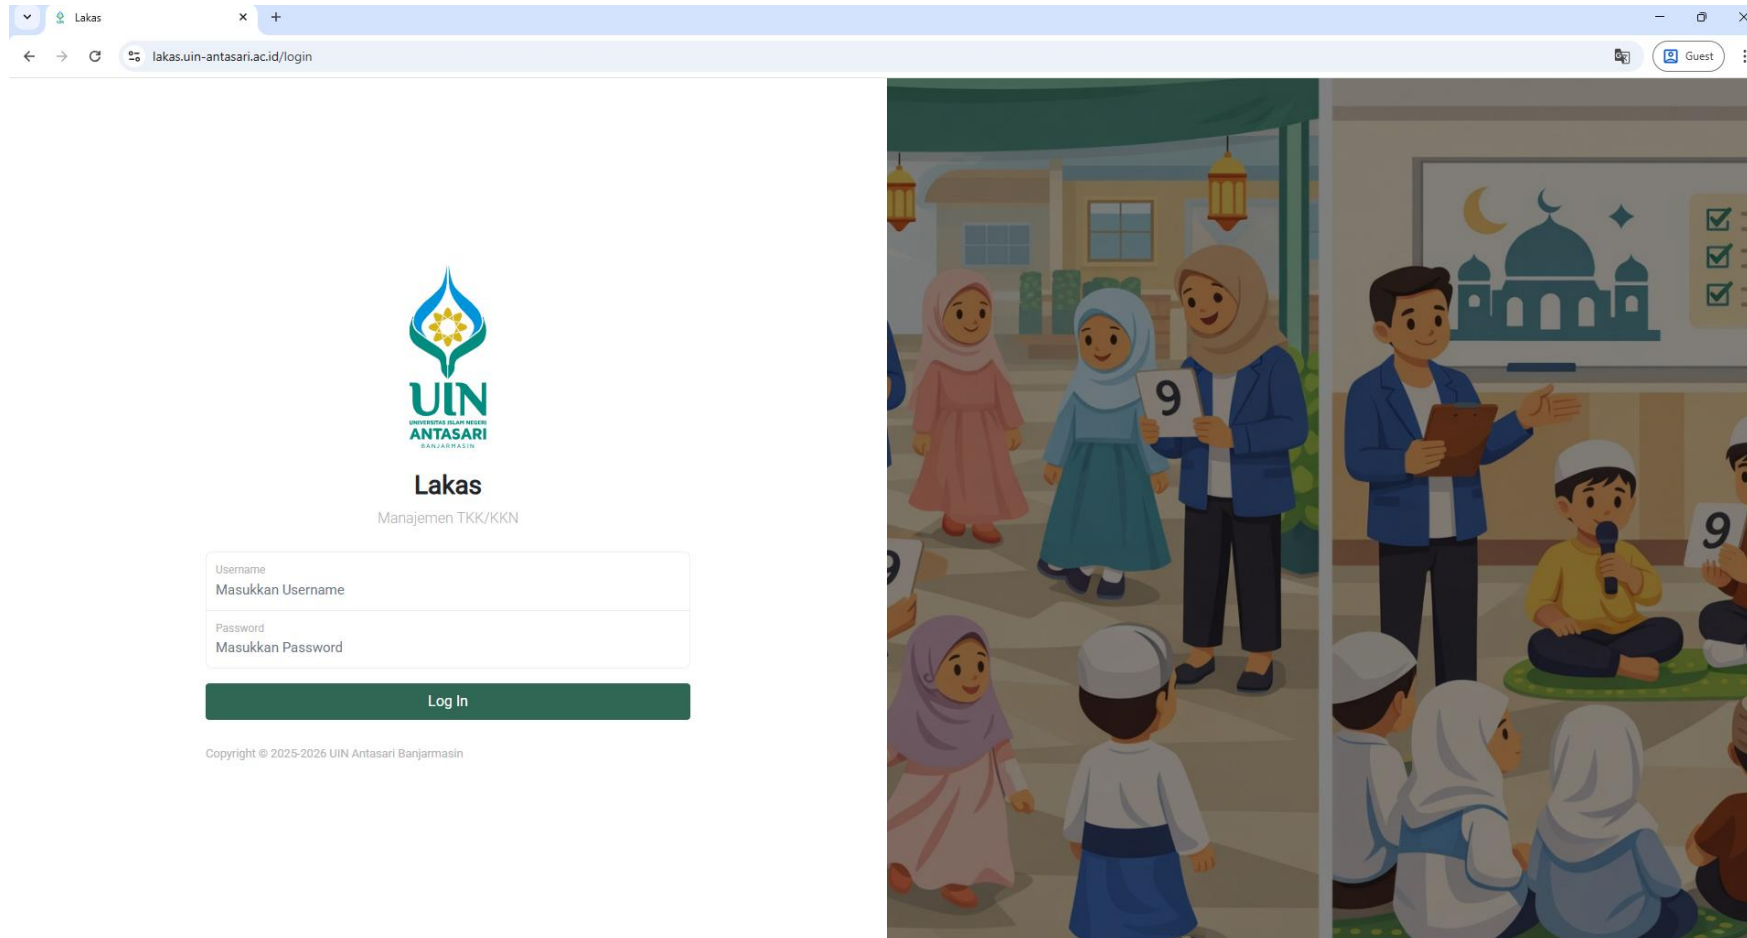 Lakas
lakas.uin-antasari.ac.id/login
Guest
UIN
UNIVERSITAS ISLAM NEGERI
ANTASARI
BANJARMASIN
Lakas
Manajemen TKK/KKN
Username
Masukkan Username
Password
Masukkan Password
Log In
Copyright © 2025-2026 UIN Antasari Banjarmasin
9
9
9